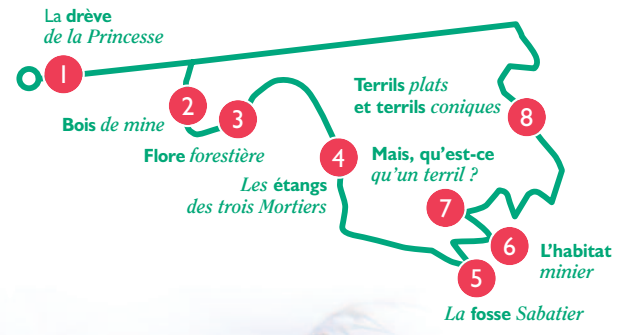 La drève
de la Princesse
1
2
Bois de mine
3
Flore forestière
4
Les étangs
des trois Mortiers
5
La fosse Sabatier
6
L'habitat
minier
7
Mais, qu'est-ce
qu'un terril ?
8
Terrils plats
et terrils coniques